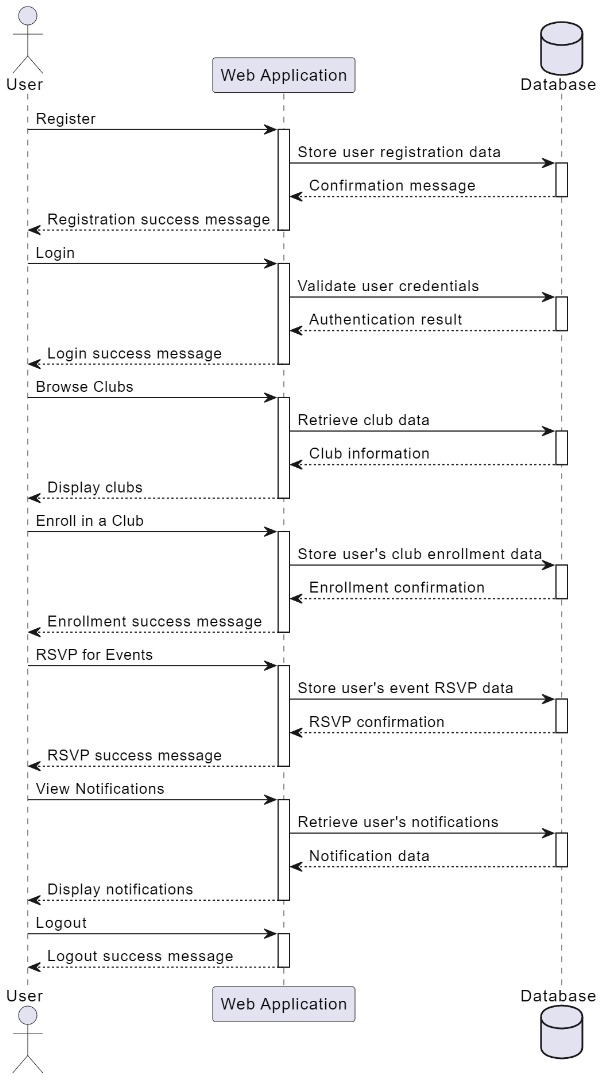 User
Web Application
Database
Register
Store user registration data
Confirmation message
Registration success message
Login
Validate user credentials
Authentication result
Login success message
Browse Clubs
Retrieve club data
Club information
Display clubs
Enroll in a Club
Store user's club enrollment data
Enrollment confirmation
Enrollment success message
RSVP for Events
Store user's event RSVP data
RSVP confirmation
RSVP success message
View Notifications
Retrieve user's notifications
Notification data
Display notifications
Logout
Logout success message
User
Web Application
Database